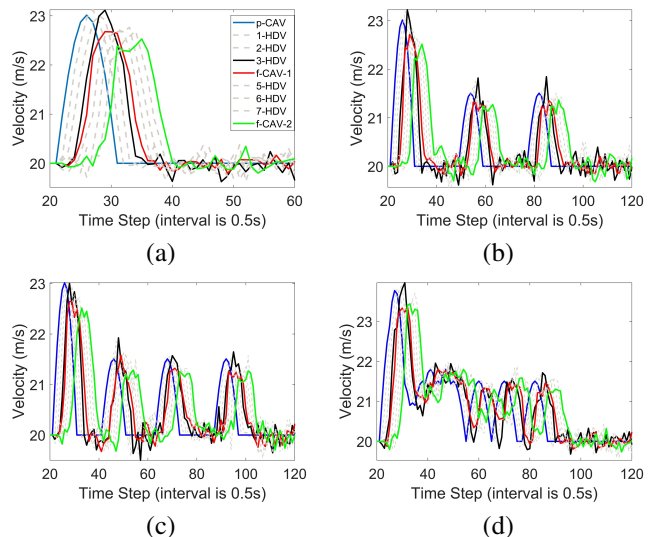 23
22
21
20
Velocity (m/s)
p-CAV
1-HDV
2-HDV
3-HDV
f-CAV-1
5-HDV
6-HDV
7-HDV
f-CAV-2
20 30 40 50 60
Time Step (interval is 0.5s)
(a)
23
22
21
20
Velocity (m/s)
20 40 60 80 100 120
Time Step (interval is 0.5s)
(b)
23
22
21
20
Velocity (m/s)
20 40 60 80 100 120
Time Step (interval is 0.5s)
(c)
23
22
21
20
Velocity (m/s)
20 40 60 80 100 120
Time Step (interval is 0.5s)
(d)